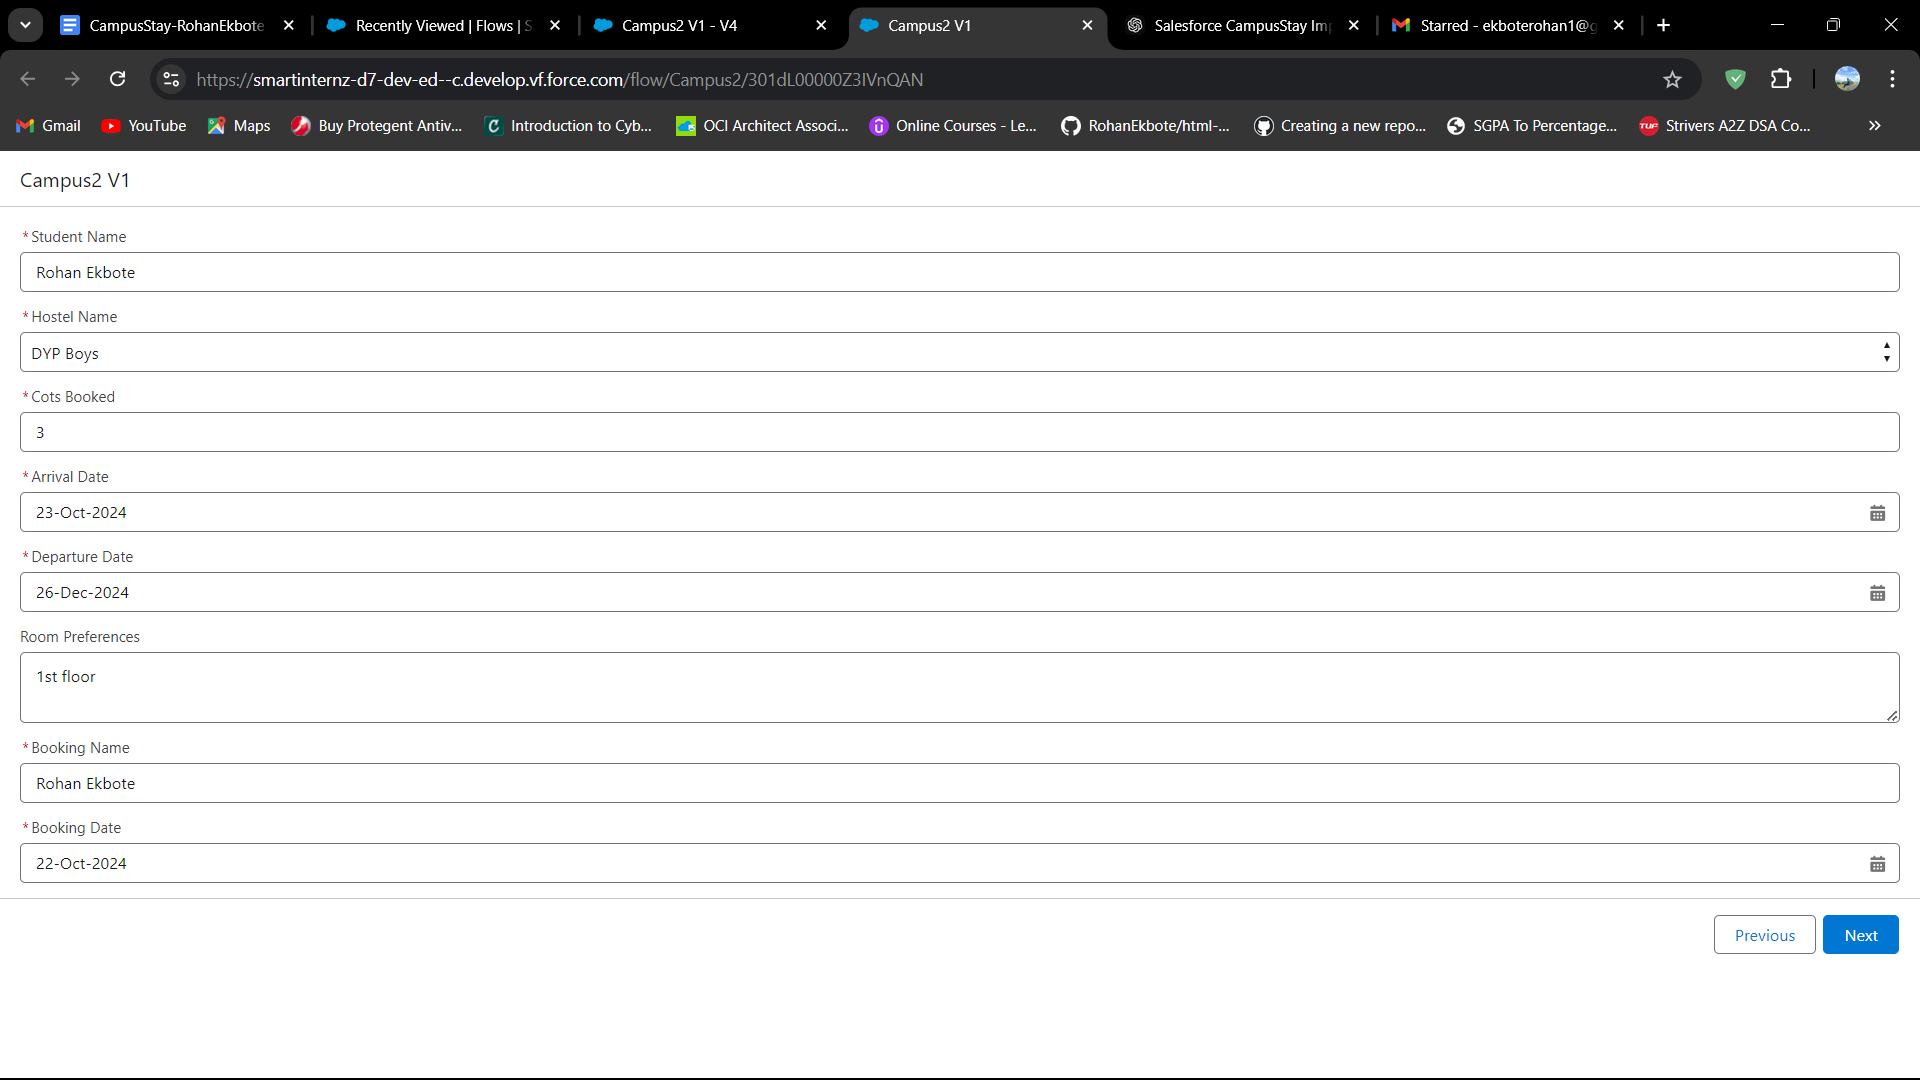 CampusStay-RohanEkbote
Recently Viewed | Flows | S
Campus2 V1 - V4
Campus2 V1
Salesforce CampusStay Im
Starred - ekboterohan1@g
https://smartinternz-d7-dev-ed--c.develop.vf.force.com/flow/Campus2/301dL00000Z3IVnQAN
Gmail
YouTube
Maps
Buy Protegent Antiv...
Introduction to Cyb...
OCI Architect Associ...
Online Courses - Le...
RohanEkbote/html-...
Creating a new repo...
SGPA To Percentage...
TUF
Strivers A2Z DSA Co...
Campus2 V1
*Student Name
Rohan Ekbote
*Hostel Name
DYP Boys
*Cots Booked
3
*Arrival Date
23-Oct-2024
*Departure Date
26-Dec-2024
Room Preferences
1st floor
*Booking Name
Rohan Ekbote
*Booking Date
22-Oct-2024
Previous
Next